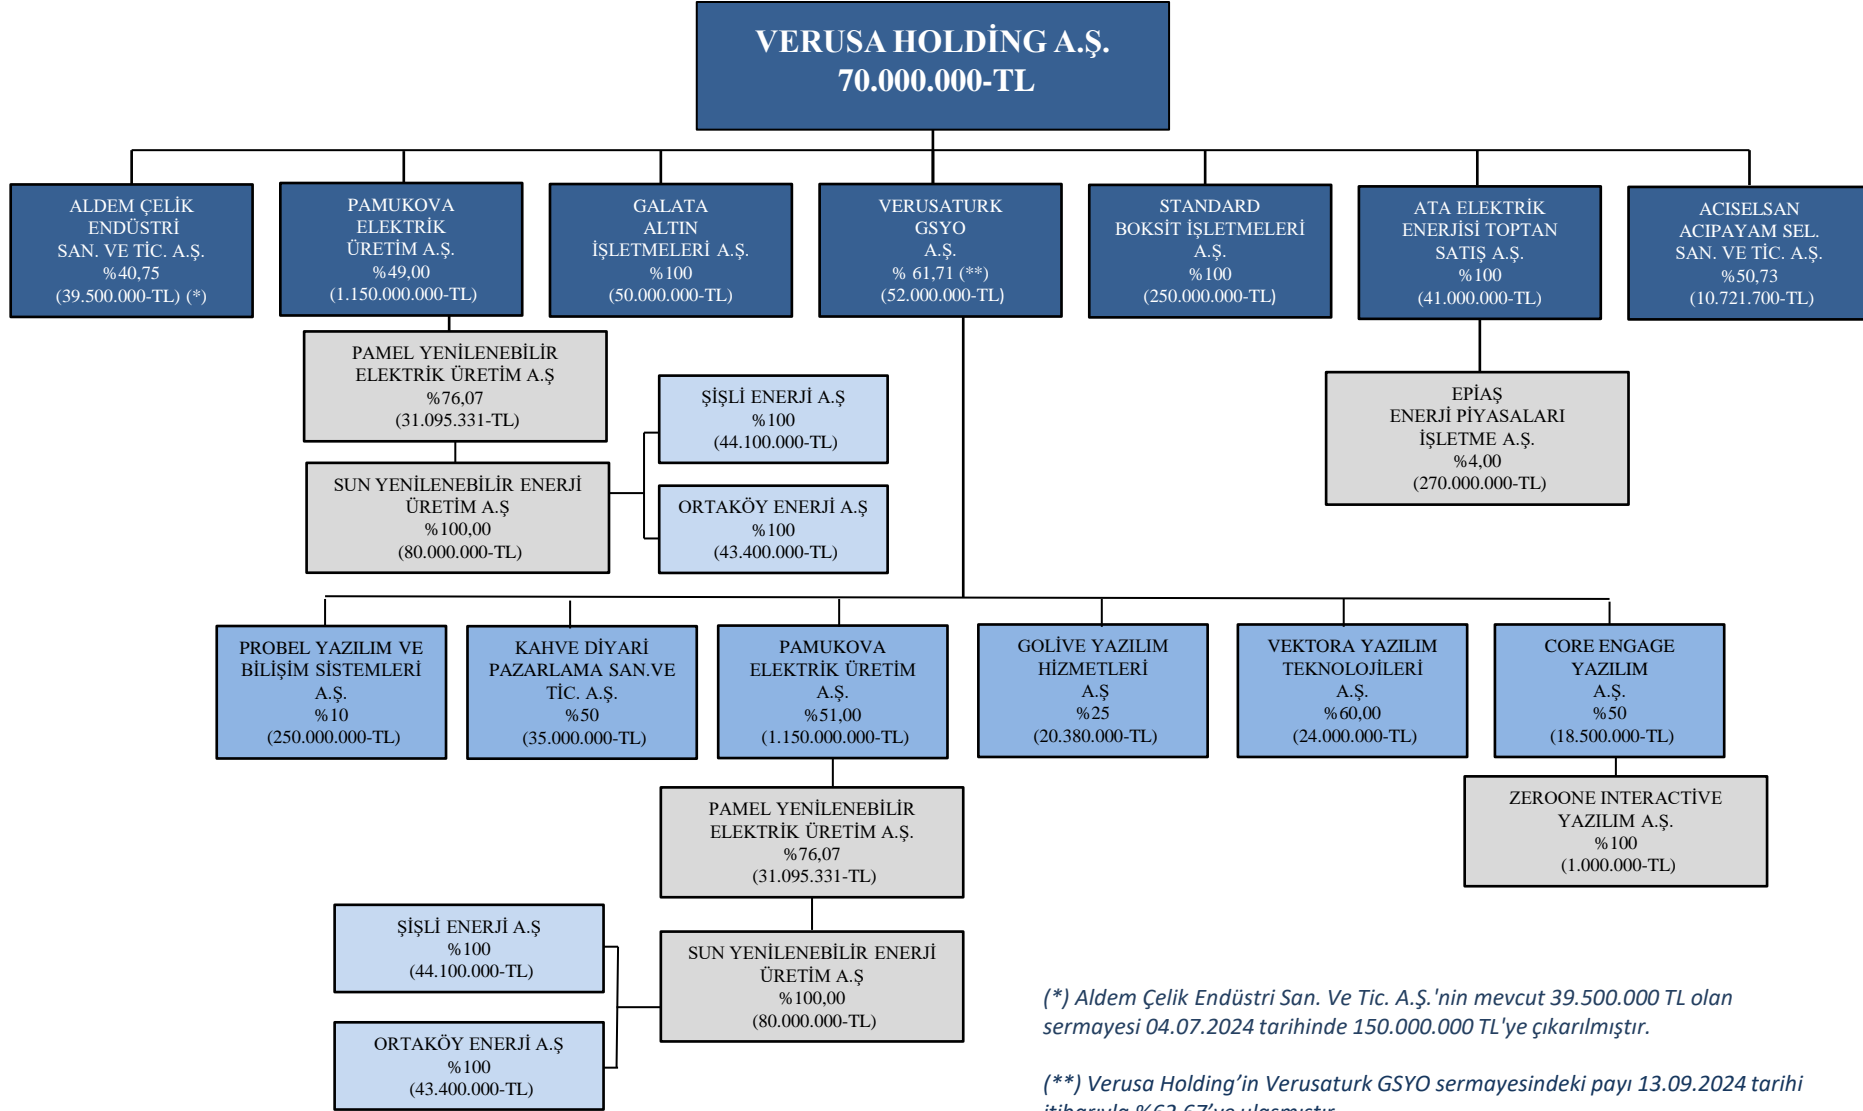 VERUSA HOLDİNG A.Ş.
70.000.000-TL
ALDEM ÇELİK
ENDÜSTRİ
SAN. VE TİC. A.Ş.
%40,75
(39.500.000-TL) (*)
PAMUKOVA
ELEKTRİK
ÜRETİM A.Ş.
%49,00
(1.150.000.000-TL)
GALATA
ALTIN
İŞLETMELERİ A.Ş.
%100
(50.000.000-TL)
VERUSATURK
GSYO
A.Ş.
% 61,71 (**)
(52.000.000-TL)
STANDARD
BOKSİT İŞLETMELERİ
A.Ş.
%100
(250.000.000-TL)
ATA ELEKTRİK
ENERJİSİ TOPTAN
SATIŞ A.Ş.
%100
(41.000.000-TL)
ACISELSAN
ACIPAYAM SEL.
SAN. VE TİC. A.Ş.
%50,73
(10.721.700-TL)
PAMEL YENİLENEBİLİR
ELEKTRİK ÜRETİM A.Ş
%76,07
(31.095.331-TL)
SUN YENİLENEBİLİR ENERJİ
ÜRETİM A.Ş
%100,00
(80.000.000-TL)
ŞİŞLİ ENERJİ A.Ş
%100
(44.100.000-TL)
ORTAKÖY ENERJİ A.Ş
%100
(43.400.000-TL)
EPİAŞ
ENERJİ PİYASALARI
İŞLETME A.Ş.
%4,00
(270.000.000-TL)
PROBEL YAZILIM VE
BİLİŞİM SİSTEMLERİ
A.Ş.
%10
(250.000.000-TL)
KAHVE DİYARİ
PAZARLAMA SAN.VE
TİC. A.Ş.
%50
(35.000.000-TL)
PAMUKOVA
ELEKTRİK ÜRETİM
A.Ş.
%51,00
(1.150.000.000-TL)
GOLİVE YAZILIM
HİZMETLERİ
A.Ş
%25
(20.380.000-TL)
VEKTORA YAZILIM
TEKNOLOJİLERİ
A.Ş.
%60,00
(24.000.000-TL)
CORE ENGAGE
YAZILIM
A.Ş.
%50
(18.500.000-TL)
PAMEL YENİLENEBİLİR
ELEKTRİK ÜRETİM A.Ş.
%76,07
(31.095.331-TL)
ZEROONE INTERACTİVE
YAZILIM A.Ş.
%100
(1.000.000-TL)
ŞİŞLİ ENERJİ A.Ş
%100
(44.100.000-TL)
SUN YENİLENEBİLİR ENERJİ
ÜRETİM A.Ş
%100,00
(80.000.000-TL)
ORTAKÖY ENERJİ A.Ş
%100
(43.400.000-TL)
(*) Aldem Çelik Endüstri San. Ve Tic. A.Ş.'nin mevcut 39.500.000 TL olan
sermayesi 04.07.2024 tarihinde 150.000.000 TL'ye çıkarılmıştır.
(**) Verusa Holding'in Verusaturk GSYO sermayesindeki payı 13.09.2024 tarihi
itibarıyla %62,67'ye ulaşmıştır.